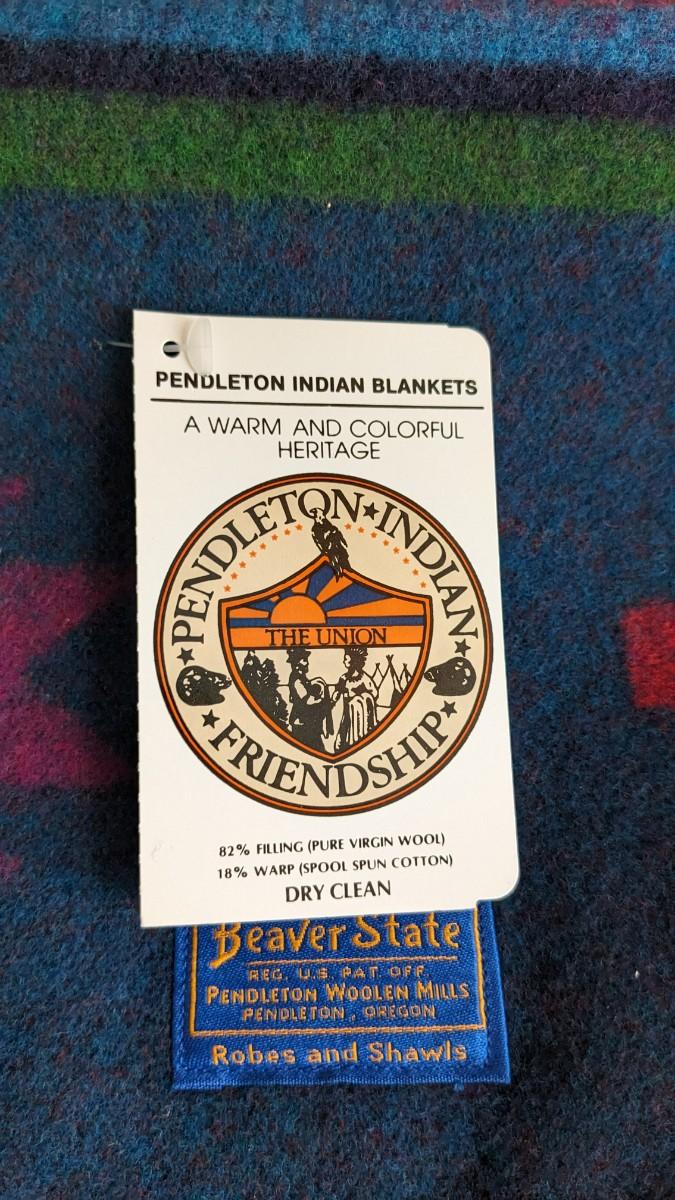 PENDLETON INDIAN BLANKETS
A WARM AND COLORFUL
HERITAGE
PENDLETON★INDIAN
THE UNION
★FRIENDSHIP★
82% FILLING (PURE VIRGIN WOOL)
18% WARP (SPOOL SPUN COTTON)
DRY CLEAN
Beaver State
REG. U.S. PAT. OFF.
PENDLETON WOOLEN MILLS
PENDLETON, OREGON
Robes and Shawls